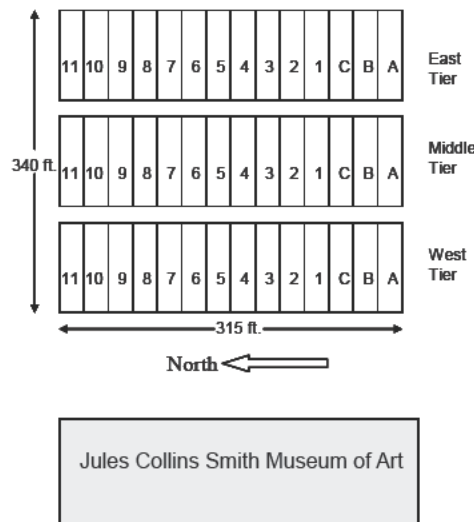 11 10 9 8 7 6 5 4 3 2 1 C B A
East
Tier
340 ft.
11 10 9 8 7 6 5 4 3 2 1 C B A
Middle
Tier
11 10 9 8 7 6 5 4 3 2 1 C B A
West
Tier
315 ft.
North
Jules Collins Smith Museum of Art